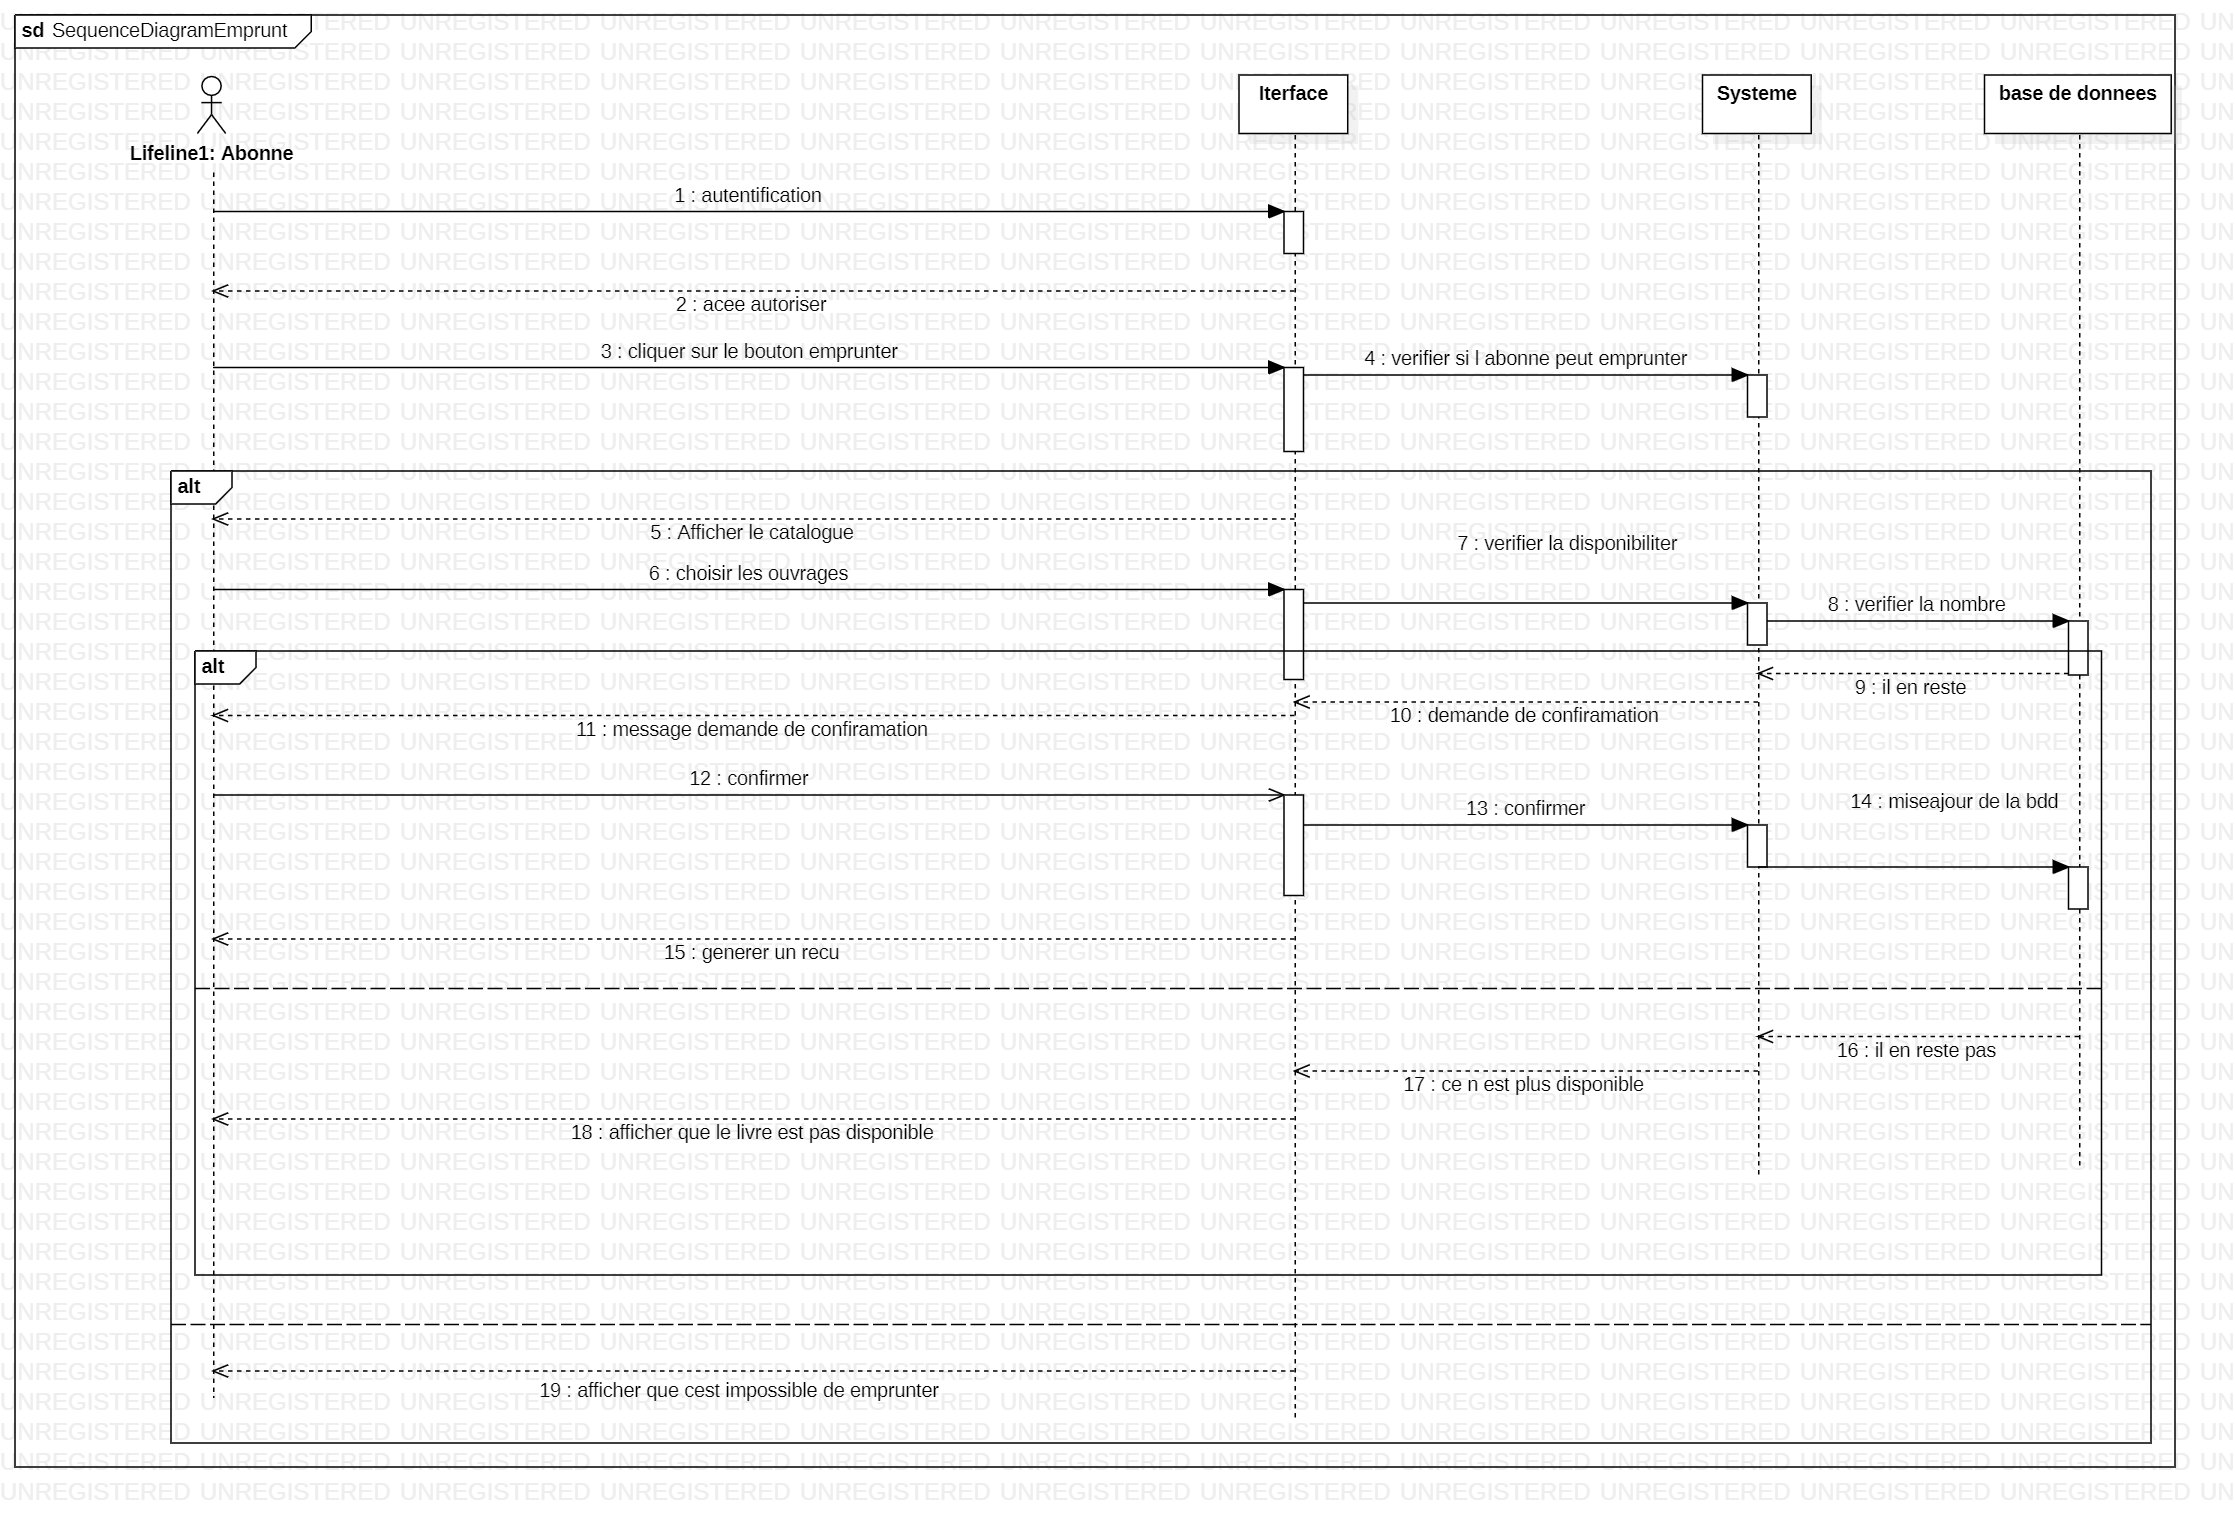 sd SequenceDiagramEmprunt
Iterface
Systeme
base de donnees
Lifeline1: Abonne
1 : autentification
2 : acee autoriser
3 : cliquer sur le bouton emprunter
4 : verifier si l abonne peut emprunter
alt
5 : Afficher le catalogue
7 : verifier la disponibiliter
6 : choisir les ouvrages
8 : verifier la nombre
alt
9 : il en reste
10 : demande de confiramation
11 : message demande de confiramation
12 : confirmer
14 : miseajour de la bdd
13 : confirmer
15 : generer un recu
16 : il en reste pas
17 : ce n est plus disponible
18 : afficher que le livre est pas disponible
19 : afficher que cest impossible de emprunter
UNREGISTERED